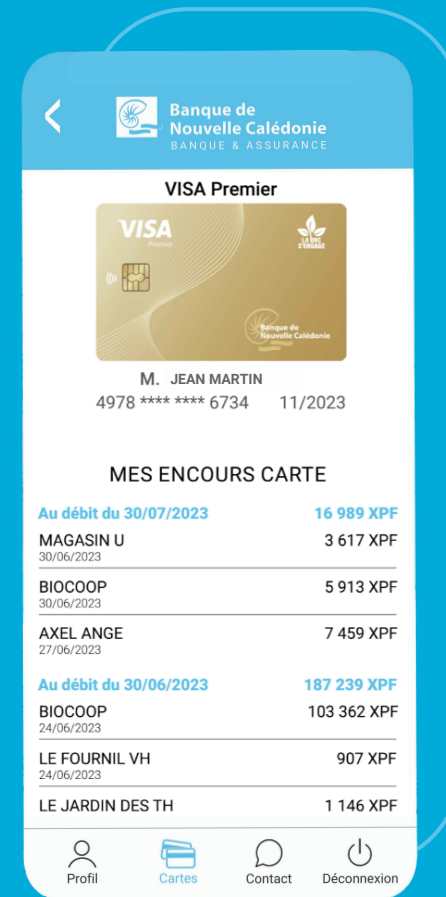 Banque de
Nouvelle Calédonie
BANQUE & ASSURANCE
VISA Premier
VISA
Premier
LA BNC
S'ENGAGE
Banque de
Nouvelle Calédonie
M. JEAN MARTIN
4978 **** **** 6734 11/2023
MES ENCOURS CARTE
Au débit du 30/07/2023 16 989 XPF
MAGASIN U 3 617 XPF
30/06/2023
BIOCOOP 5 913 XPF
30/06/2023
AXEL ANGE 7 459 XPF
27/06/2023
Au débit du 30/06/2023 187 239 XPF
BIOCOOP 103 362 XPF
24/06/2023
LE FOURNIL VH 907 XPF
24/06/2023
LE JARDIN DES TH 1 146 XPF
Profil Cartes Contact Déconnexion